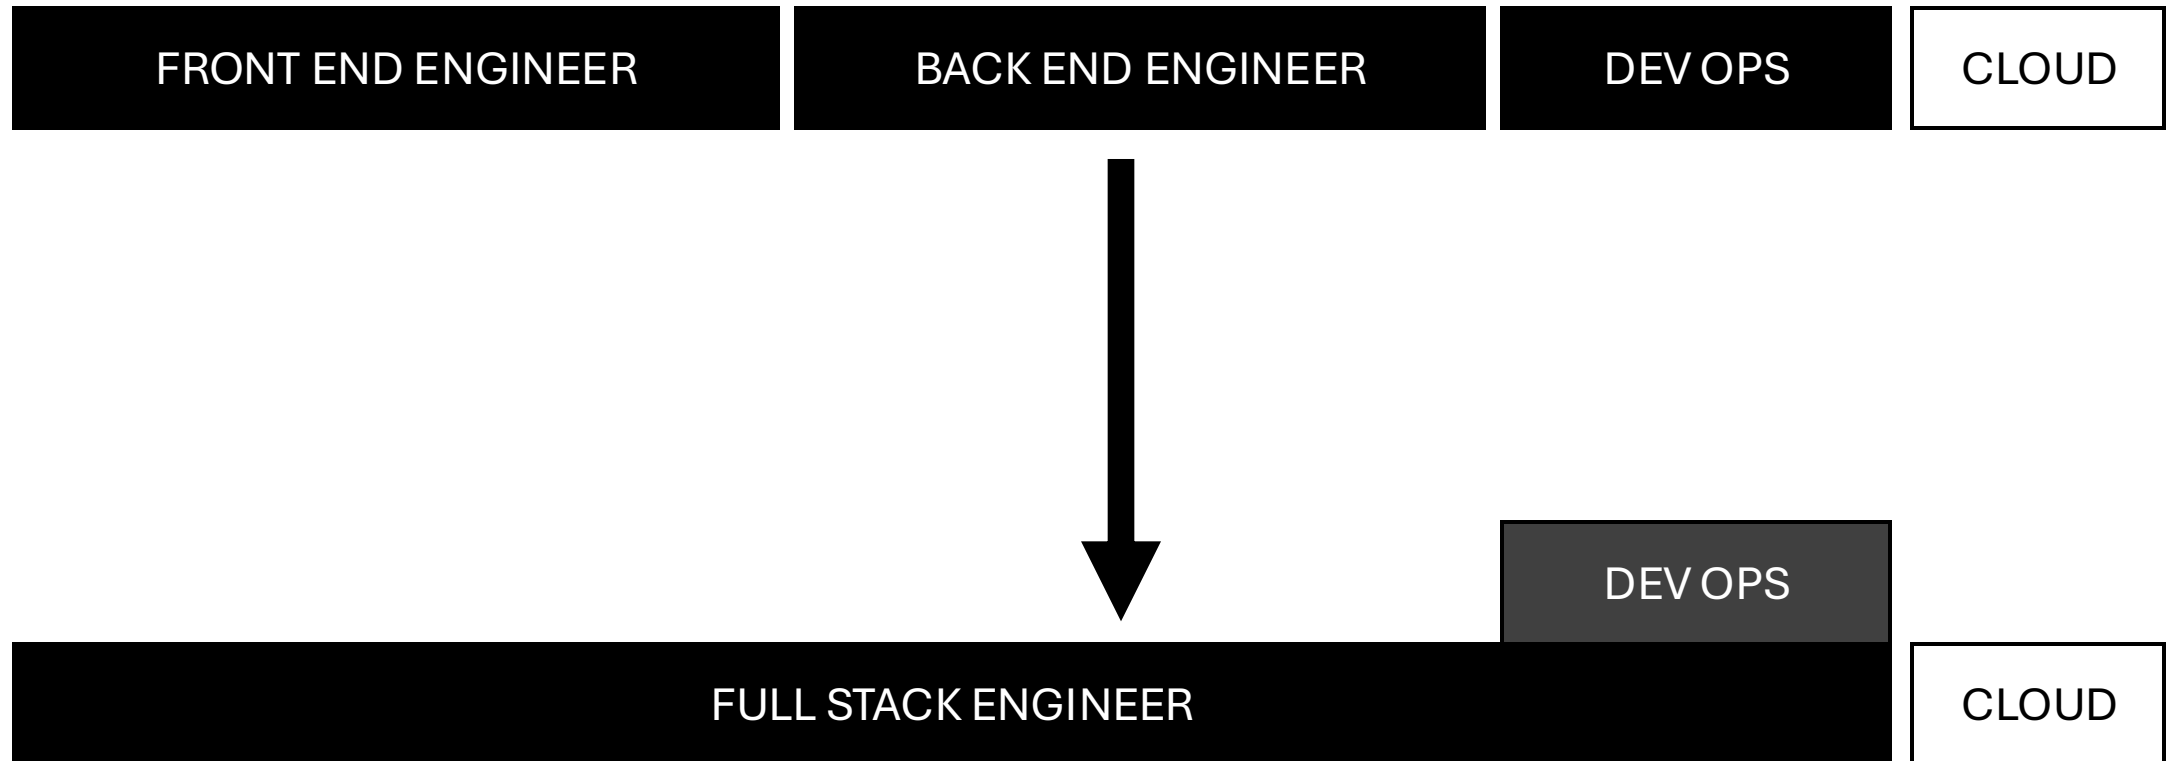 FRONT END ENGINEER
BACK END ENGINEER
DEV OPS
CLOUD
DEV OPS
FULL STACK ENGINEER
CLOUD